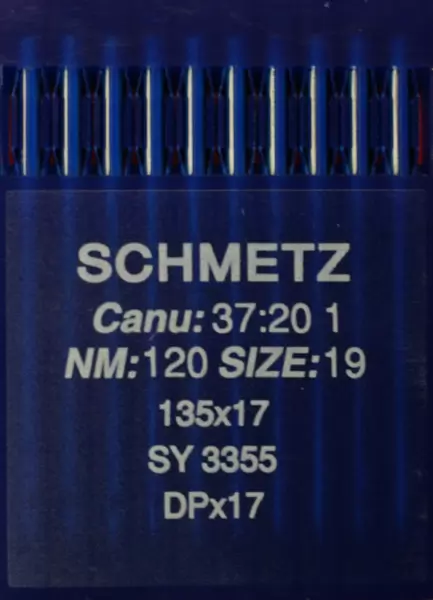 SCHMETZ
Canu: 37:20 1
NM:120 SIZE:19
135x17
SY 3355
DPx17